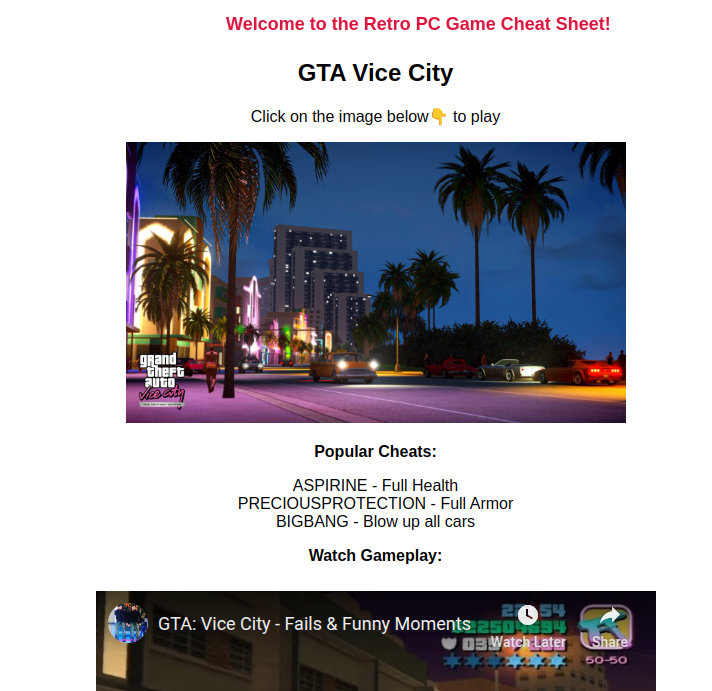 Welcome to the Retro PC Game Cheat Sheet!
GTA Vice City
Click on the image below👇 to play
grand
theft
auto
vice city
Popular Cheats:
ASPIRINE - Full Health
PRECIOUSPROTECTION - Full Armor
BIGBANG - Blow up all cars
Watch Gameplay:
GTA: Vice City - Fails & Funny Moments
Watch Later
Share
50-50